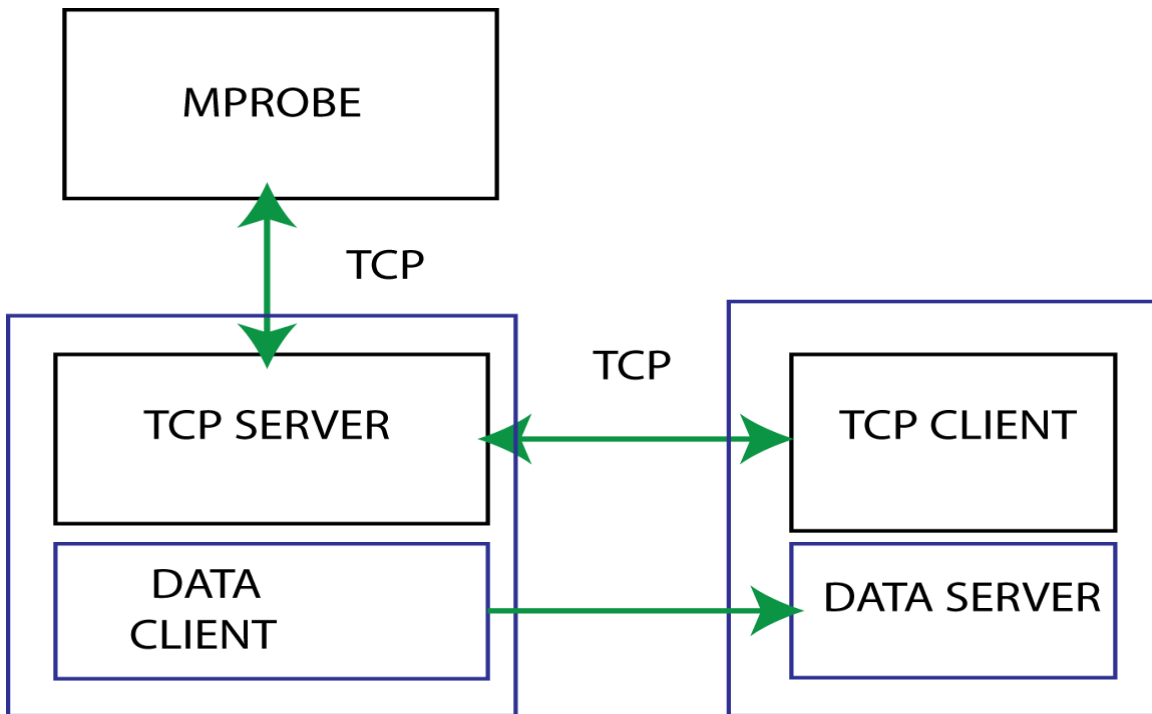 MPROBE
TCP
TCP
TCP SERVER
TCP CLIENT
DATA
CLIENT
DATA SERVER